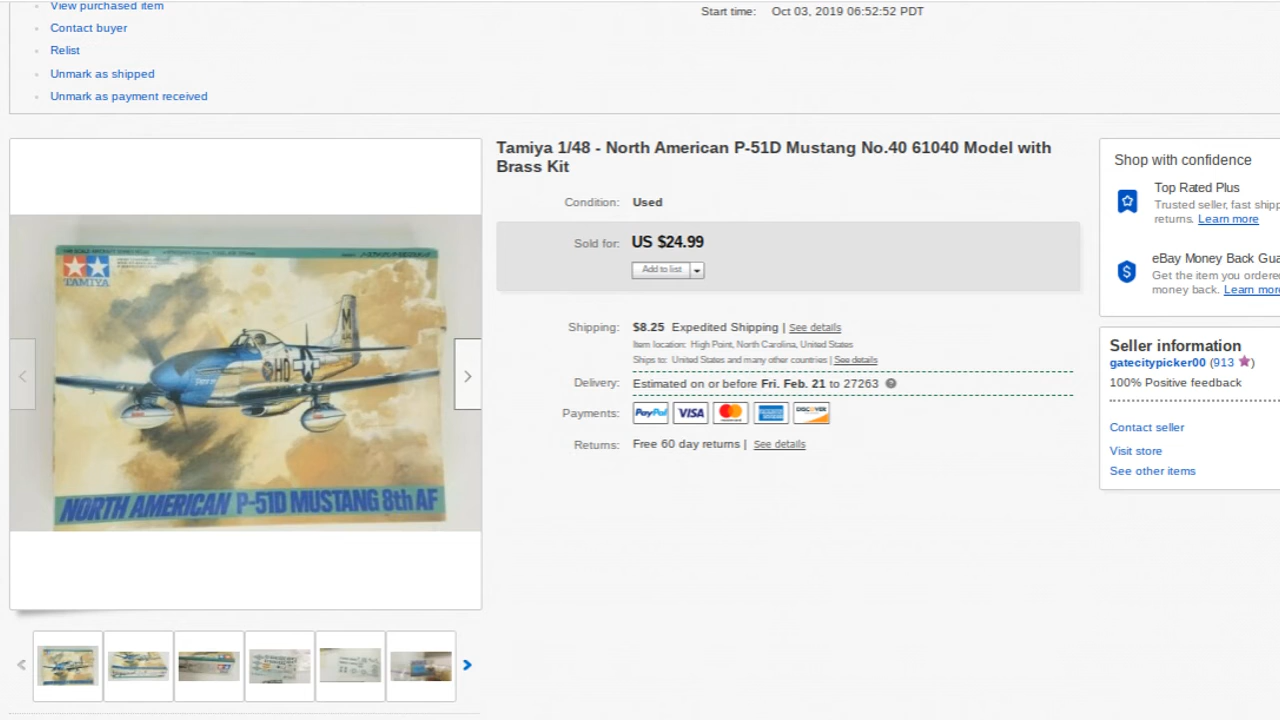 View purchased item
Contact buyer
Relist
Unmark as shipped
Unmark as payment received
Start time: Oct 03, 2019 06:52:52 PDT
TAMIYA
M
HO
NORTH AMERICAN P-51D MUSTANG 8th AF
Tamiya 1/48 - North American P-51D Mustang No.40 61040 Model with
Brass Kit
Condition: Used
Sold for: US $24.99
Add to list
Shipping: $8.25 Expedited Shipping | See details
Item location: High Point, North Carolina, United States
Ships to: United States and many other countries | See details
Delivery: Estimated on or before Fri. Feb. 21 to 27263
Payments: PayPal VISA MasterCard DISCOVER
Returns: Free 60 day returns | See details
Shop with confidence
Top Rated Plus
Trusted seller, fast shipp
returns. Learn more
eBay Money Back Gua
Get the item you ordered
money back. Learn more
Seller information
gatecitypicker00 (913 )
100% Positive feedback
Contact seller
Visit store
See other items